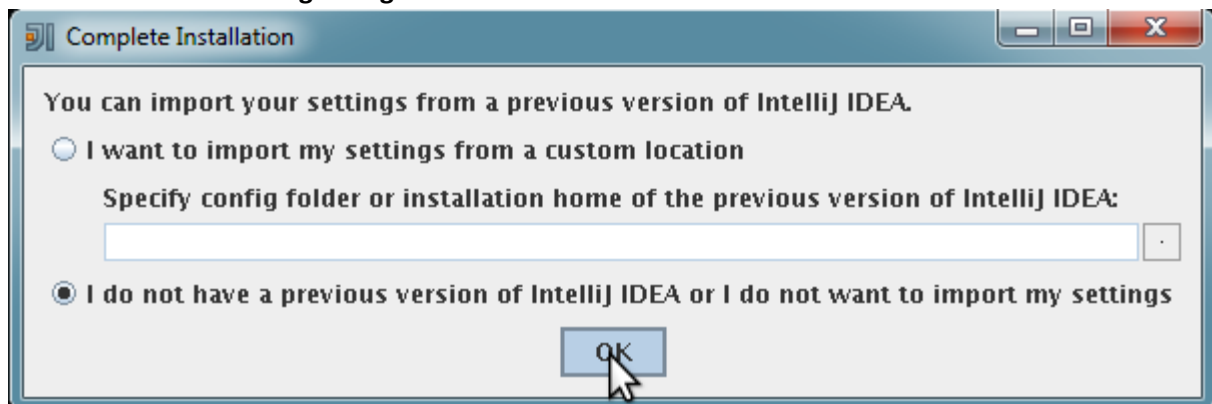 Complete Installation
You can import your settings from a previous version of IntelliJ IDEA.
I want to import my settings from a custom location
Specify config folder or installation home of the previous version of IntelliJ IDEA:
.
I do not have a previous version of IntelliJ IDEA or I do not want to import my settings
OK